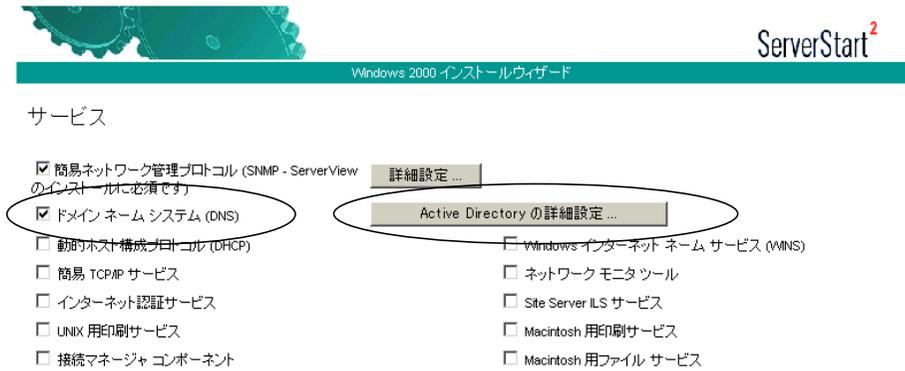 ServerStart²
Windows 2000 インストールウィザード
サービス
簡易ネットワーク管理プロトコル (SNMP - ServerView のインストールに必須です)
詳細設定 ...
ドメイン ネーム システム (DNS)
Active Directory の詳細設定 ...
動的ホスト構成プロトコル (DHCP)
Windows インターネット ネーム サービス (WINS)
簡易 TCP/IP サービス
ネットワーク モニタ ツール
インターネット認証サービス
Site Server ILS サービス
UNIX 用印刷サービス
Macintosh 用印刷サービス
接続マネージャ コンポーネント
Macintosh 用ファイル サービス